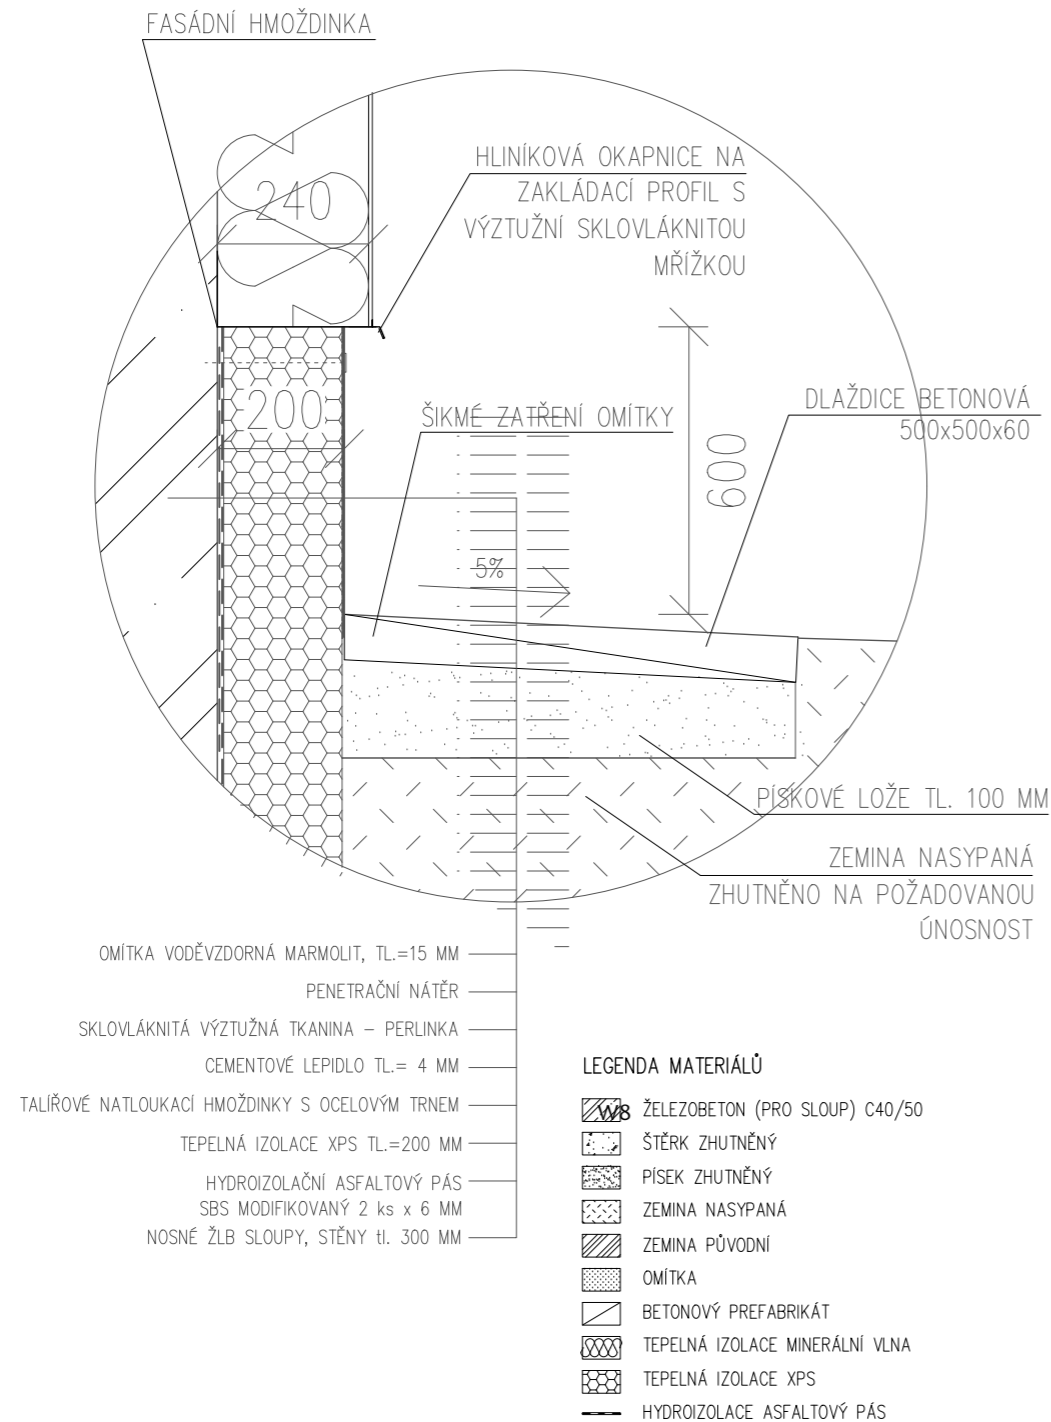 FASÁDNÍ HMOŽDINKA
240
HLINÍKOVÁ OKAPNICE NA
ZAKLÁDACÍ PROFIL S
VÝZTUŽNÍ SKLOVLÁKNITOU
MŘÍŽKOU
200
ŠIKMÉ ZATŘENÍ OMÍTKY
600
DLAŽDICE BETONOVÁ
500x500x60
5%
PÍSKOVÉ LOŽE TL. 100 MM
ZEMINA NASYPANÁ
ZHUTNĚNO NA POŽADOVANOU
ÚNOSNOST
OMÍTKA VODĚVZDORNÁ MARMOLIT, TL.=15 MM
PENETRAČNÍ NÁTĚR
SKLOVLÁKNITÁ VÝZTUŽNÁ TKANINA – PERLINKA
CEMENTOVÉ LEPIDLO TL.= 4 MM
TALÍŘOVÉ NATLOUKACÍ HMOŽDINKY S OCELOVÝM TRNEM
TEPELNÁ IZOLACE XPS TL.=200 MM
HYDROIZOLAČNÍ ASFALTOVÝ PÁS
SBS MODIFIKOVANÝ 2 ks x 6 MM
NOSNÉ ŽLB SLOUPY, STĚNY tl. 300 MM
LEGENDA MATERIÁLŮ
W8 ŽELEZOBETON (PRO SLOUP) C40/50
ŠTĚRK ZHUTNĚNÝ
PÍSEK ZHUTNĚNÝ
ZEMINA NASYPANÁ
ZEMINA PŮVODNÍ
OMÍTKA
BETONOVÝ PREFABRIKÁT
TEPELNÁ IZOLACE MINERÁLNÍ VLNA
TEPELNÁ IZOLACE XPS
HYDROIZOLACE ASFALTOVÝ PÁS